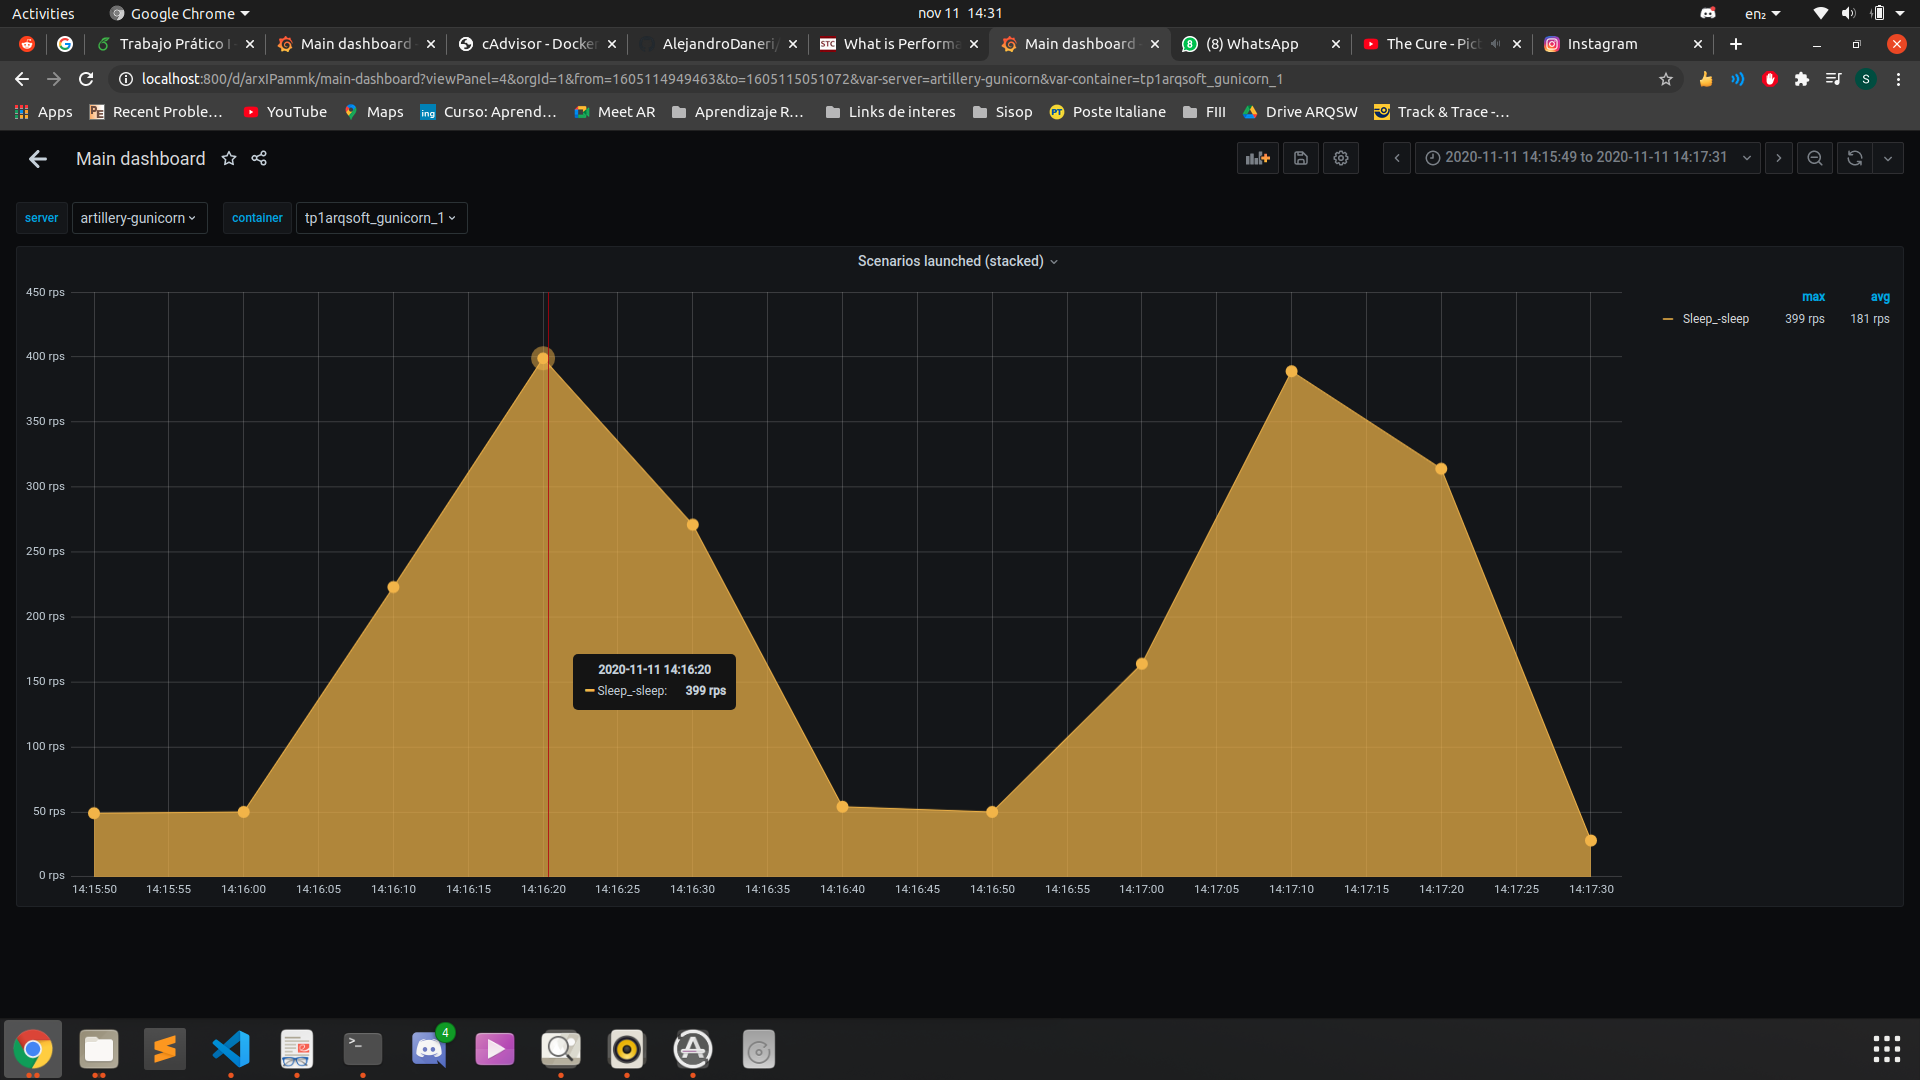 Activities
Google Chrome
nov 11 14:31
en₂
Trabajo Prático I -
Main dashboard -
cAdvisor - Docker
AlejandroDaneri/
STC
What is Performa
Main dashboard -
8
(8) WhatsApp
The Cure - Pict
Instagram
localhost:800/d/arxIPammk/main-dashboard?viewPanel=4&orgId=1&from=1605114949463&to=1605115051072&var-server=artillery-gunicorn&var-container=tp1arqsoft_gunicorn_1
S
Apps
Recent Proble…
YouTube
Maps
ing
Curso: Aprend…
Meet AR
Aprendizaje R…
Links de interes
Sisop
Poste Italiane
FIII
Drive ARQSW
Track & Trace -…
Main dashboard
2020-11-11 14:15:49 to 2020-11-11 14:17:31
server
artillery-gunicorn
container
tp1arqsoft_gunicorn_1
Scenarios launched (stacked)
450 rps
400 rps
350 rps
300 rps
250 rps
200 rps
150 rps
100 rps
50 rps
0 rps
14:15:50
14:15:55
14:16:00
14:16:05
14:16:10
14:16:15
14:16:20
14:16:25
14:16:30
14:16:35
14:16:40
14:16:45
14:16:50
14:16:55
14:17:00
14:17:05
14:17:10
14:17:15
14:17:20
14:17:25
14:17:30
max avg
Sleep_-sleep 399 rps 181 rps
2020-11-11 14:16:20
Sleep_-sleep: 399 rps
4